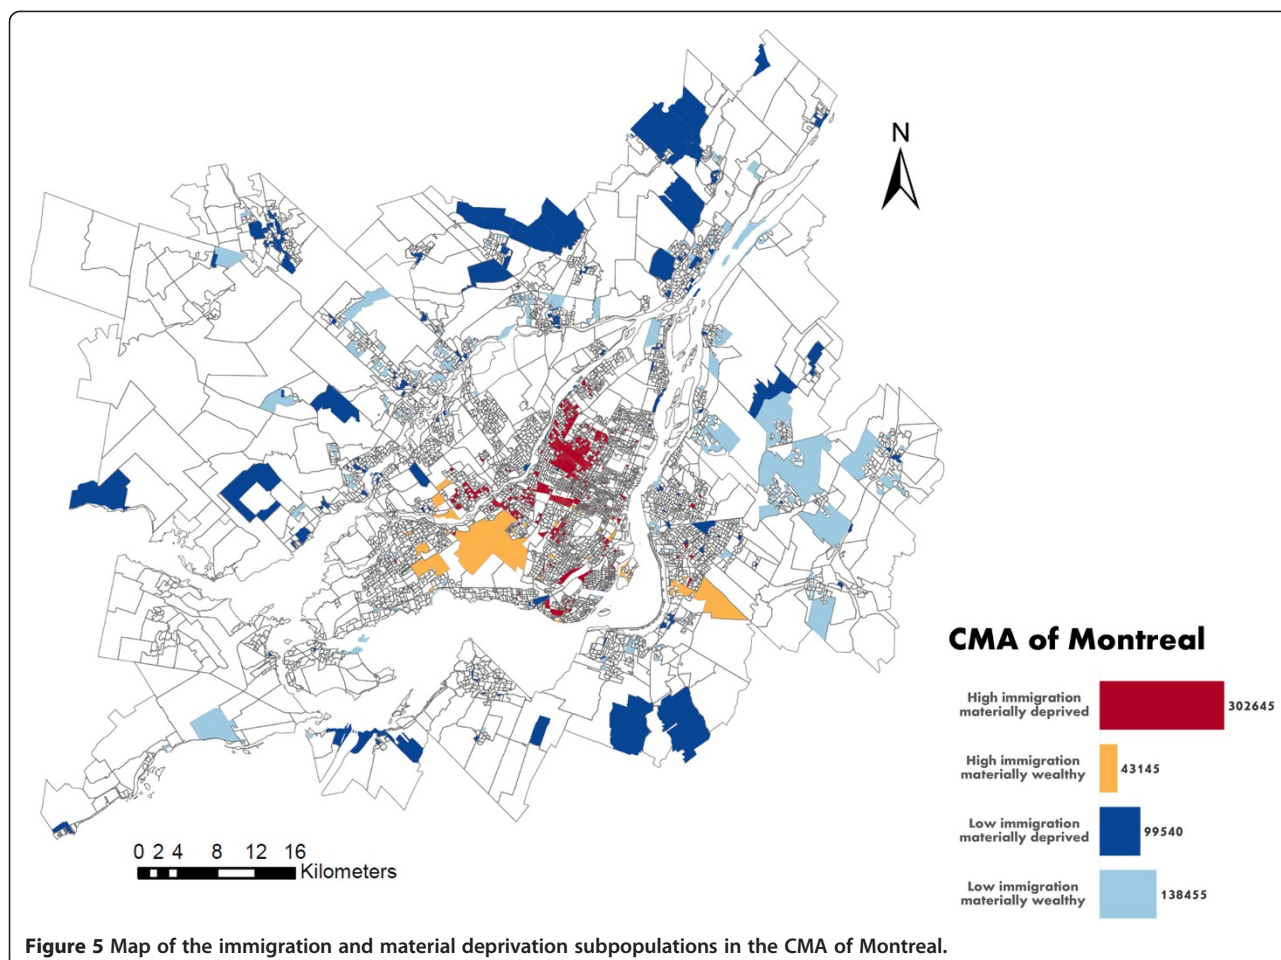 N
CMA of Montreal
High immigration
materially deprived
302645
High immigration
materially wealthy
43145
Low immigration
materially deprived
99540
Low immigration
materially wealthy
138455
0 2 4 8 12 16
Kilometers
Figure 5 Map of the immigration and material deprivation subpopulations in the CMA of Montreal.